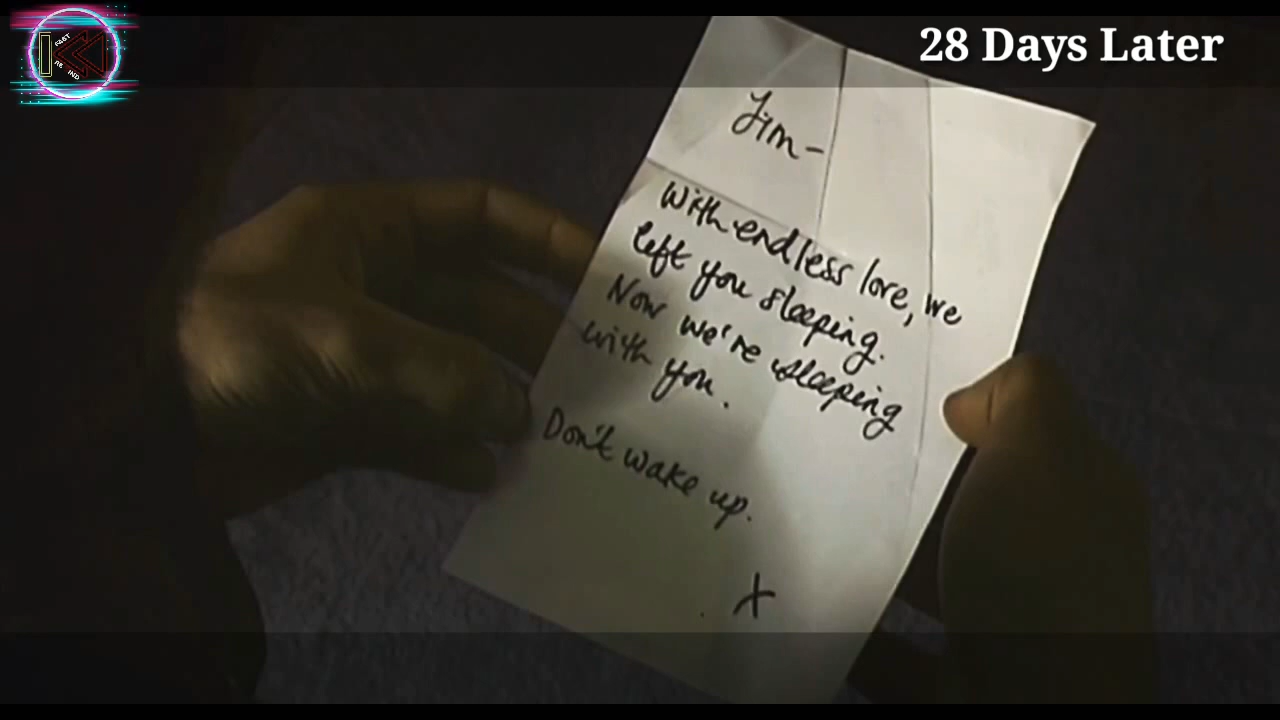 28 Days Later
Jim-
With endless love, we
left you sleeping.
Now we're sleeping
with you.
Don't wake up.
X